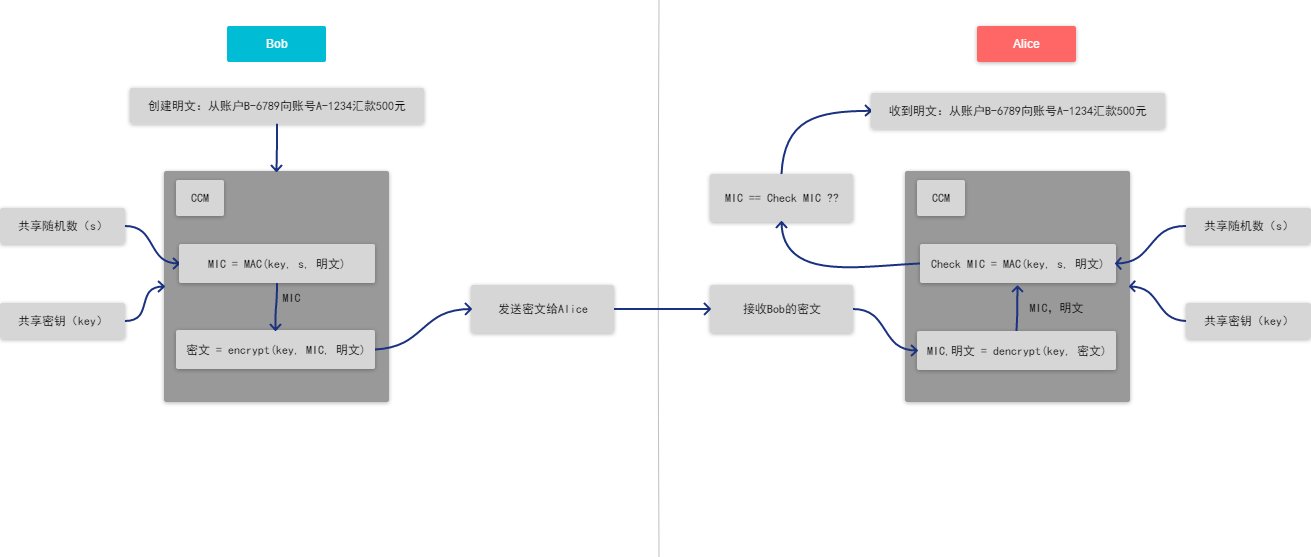 Bob
创建明文：从账户B-6789向账号A-1234汇款500元
CCM
共享随机数（s）
MIC = MAC(key, s, 明文)
MIC
共享密钥（key）
密文 = encrypt(key, MIC, 明文)
发送密文给Alice
Alice
收到明文：从账户B-6789向账号A-1234汇款500元
MIC == Check MIC ??
CCM
共享随机数（s）
Check MIC = MAC(key, s, 明文)
接收Bob的密文
MIC, 明文
共享密钥（key）
MIC,明文 = dencrypt(key, 密文)